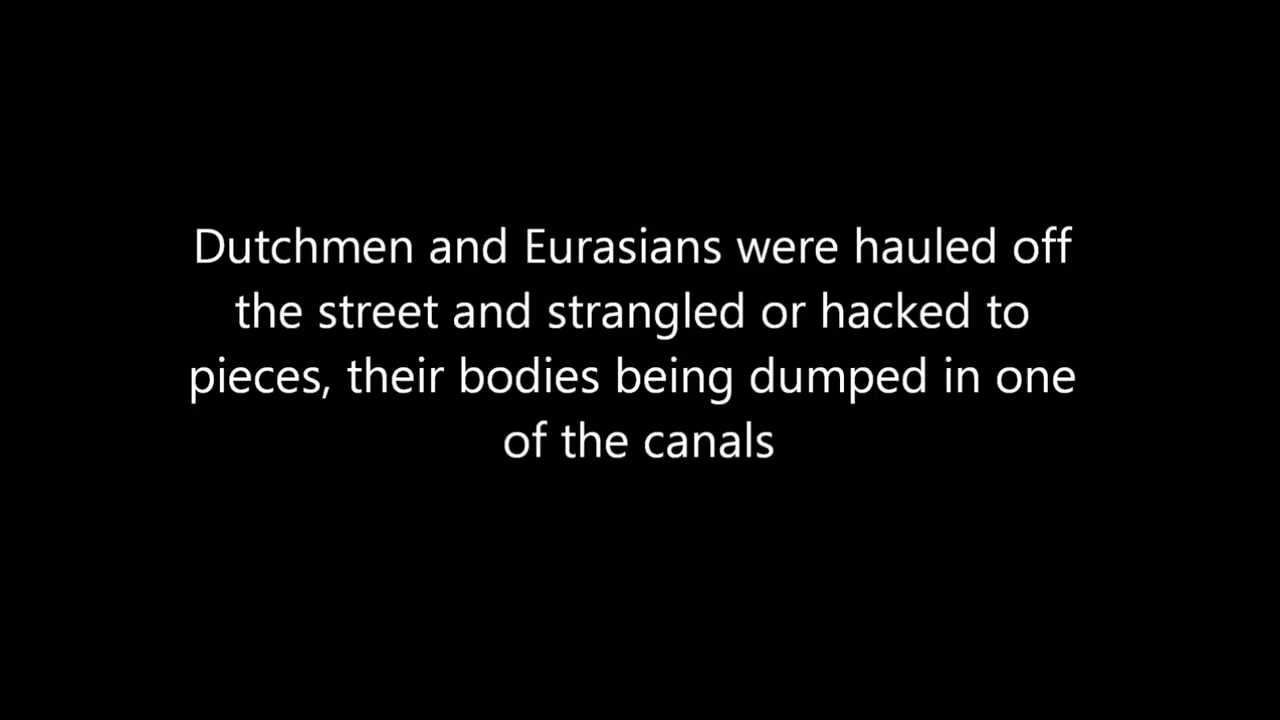 Dutchmen and Eurasians were hauled off
the street and strangled or hacked to
pieces, their bodies being dumped in one
of the canals